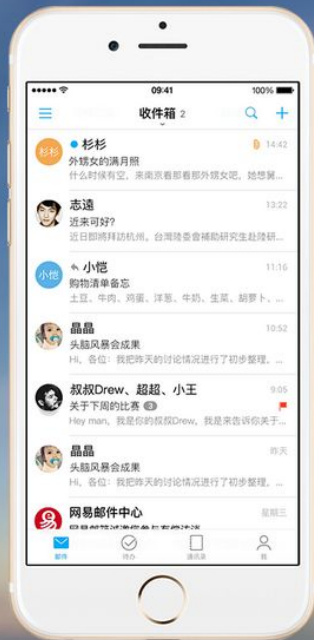 09:41
100%
收件箱 2
杉杉
杉杉
14:42
外甥女的满月照
什么时候有空，来南京看那看那外甥女吧，她想舅...
志遠
13:22
近来可好?
近日即將拜訪杭州。台灣陸委會補助研究生赴陸研...
小恺
小恺
11:16
购物清单备忘
土豆、牛肉、鸡蛋、洋葱、牛奶、生菜、胡萝卜、...
晶晶
10:52
头脑风暴会成果
Hi，各位：我把昨天的讨论情况进行了初步整理，...
叔叔Drew、超超、小王
9:05
关于下周的比赛 3
Hey man，我是你的叔叔Drew，我是来告诉你关于...
晶晶
昨天
头脑风暴会成果
Hi，各位：我把昨天的讨论情况进行了初步整理，...
易
网易邮件中心
星期三
邮件
待办
通讯录
我